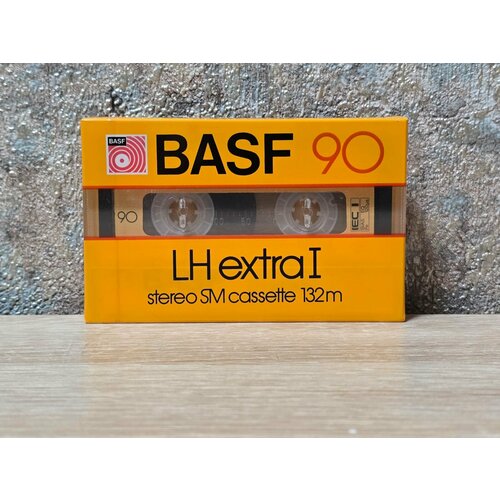 BASF
BASF 90
90
IEC I
LH extra I
stereo SM cassette 132m